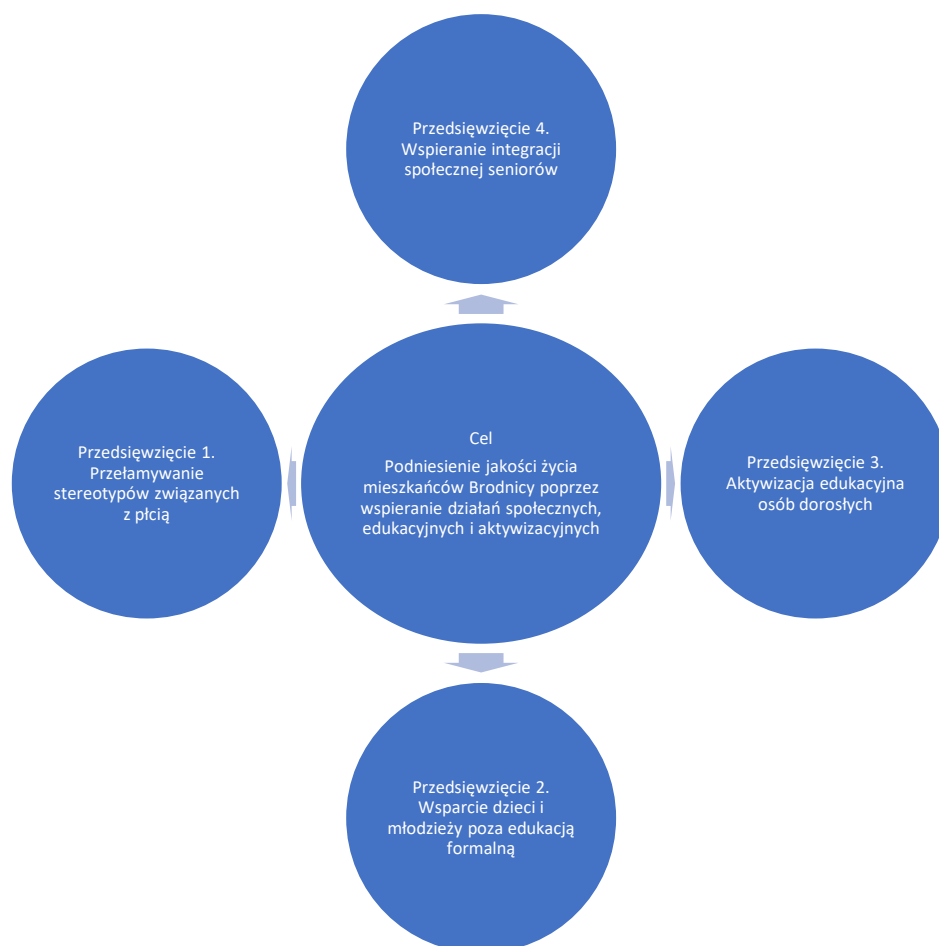 Przedsięwzięcie 4.
Wspieranie integracji
społecznej seniorów
Przedsięwzięcie 1.
Przełamywanie
stereotypów związanych
z płcią
Cel
Podniesienie jakości życia
mieszkańców Brodnicy poprzez
wspieranie działań społecznych,
edukacyjnych i aktywizacyjnych
Przedsięwzięcie 3.
Aktywizacja edukacyjna
osób dorosłych
Przedsięwzięcie 2.
Wsparcie dzieci i
młodzieży poza edukacją
formalną